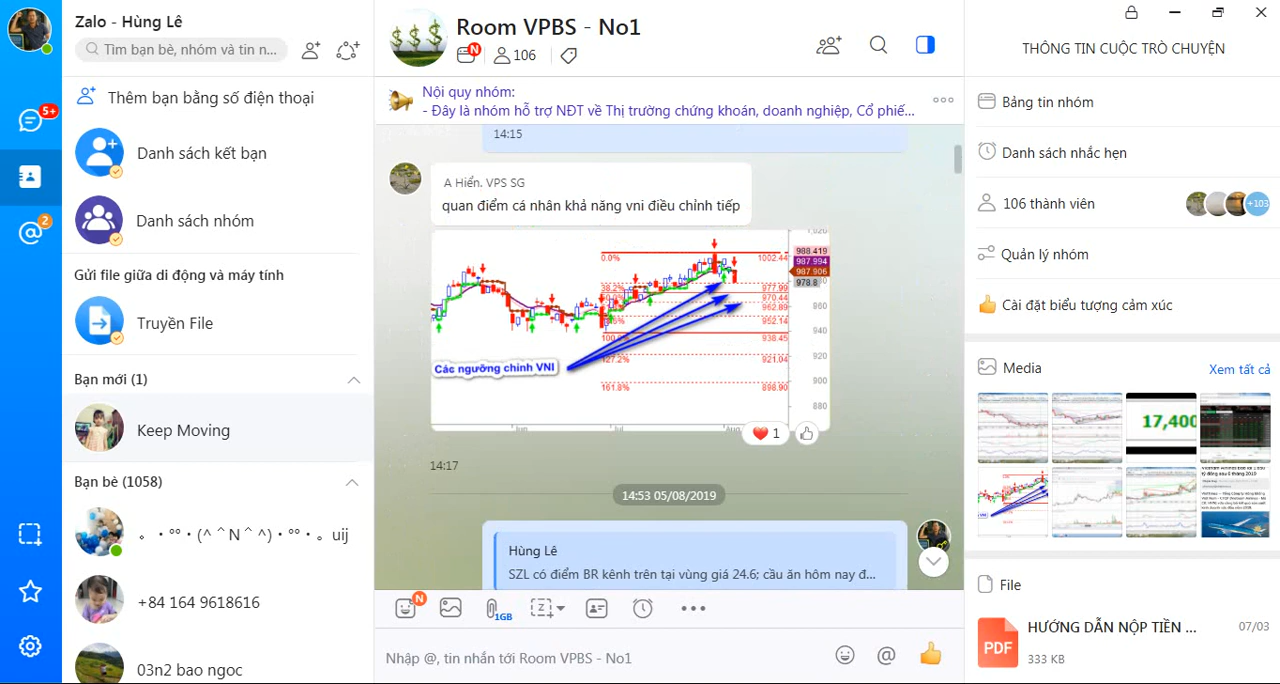 Zalo - Hùng Lê
Tìm bạn bè, nhóm và tin n...
5+
2
Thêm bạn bằng số điện thoại
Danh sách kết bạn
Danh sách nhóm
Gửi file giữa di động và máy tính
Truyền File
Bạn mới (1)
Keep Moving
Bạn bè (1058)
。・°°・(^＾N＾^)・°°・。uij
+84 164 9618616
03n2 bao ngoc
Room VPBS - No1
N
106
Nội quy nhóm:
- Đây là nhóm hỗ trợ NĐT về Thị trường chứng khoán, doanh nghiệp, Cổ phiế...
14:15
A Hiển. VPS SG
quan điểm cá nhân khả năng vni điều chỉnh tiếp
0.0%
1002.44
988.419
987.994
987.906
978.8
38.2%
977.99
970.44
962.89
960
952.14
940
100.
938.45
127.2%
921.04
920
900
161.8%
898.90
880
Các ngưỡng chỉnh VNI
Jun
Jul
Aug
1
14:17
14:53 05/08/2019
Hùng Lê
SZL có điểm BR kênh trên tại vùng giá 24.6; cầu ăn hôm nay đ...
N
1GB
Z
Nhập @, tin nhắn tới Room VPBS - No1
THÔNG TIN CUỘC TRÒ CHUYỆN
Bảng tin nhóm
Danh sách nhắc hẹn
106 thành viên
+103
Quản lý nhóm
Cài đặt biểu tượng cảm xúc
Media
Xem tất cả
17,400
File
PDF
HƯỚNG DẪN NỘP TIỀN ...
07/03
333 KB